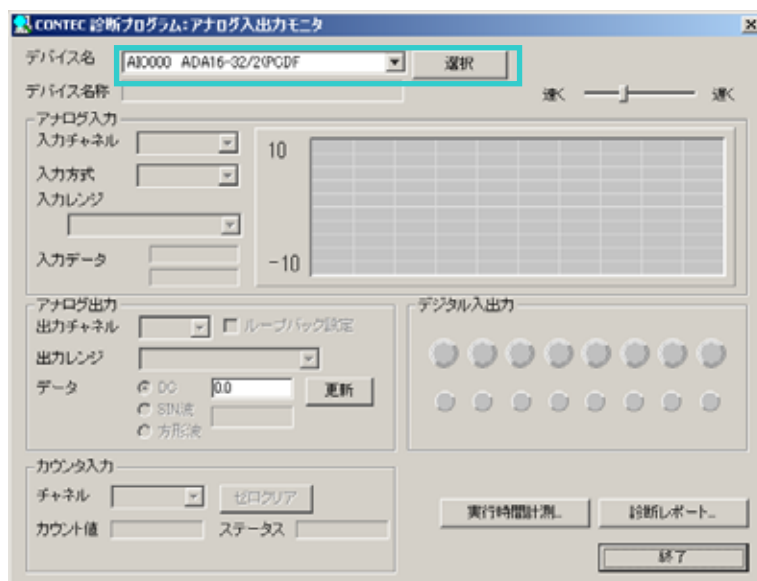 CONTEC 診断プログラム:アナログ入出力モニタ
デバイス名 AIO000 ADA16-32/2(PC)F 選択
デバイス名称 速く 遅く
アナログ入力
入力チャネル
10
入力方式
入力レンジ
入力データ
-10
アナログ出力
出力チャネル ループバック設定
出力レンジ
データ DC 0.0 更新
SIN波
方形波
デジタル入出力
カウンタ入力
チャネル ゼロクリア
カウント値 ステータス
実行時間計測... 診断レポート...
終了